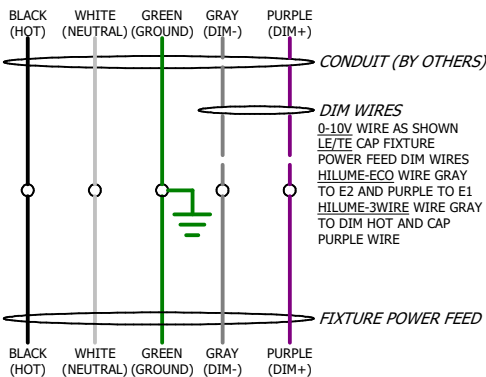 BLACK WHITE GREEN GRAY PURPLE
(HOT) (NEUTRAL) (GROUND) (DIM-) (DIM+)
CONDUIT (BY OTHERS)
DIM WIRES
0-10V WIRE AS SHOWN
LE/TE CAP FIXTURE
POWER FEED DIM WIRES
HILUME-ECO WIRE GRAY
TO E2 AND PURPLE TO E1
HILUME-3WIRE WIRE GRAY
TO DIM HOT AND CAP
PURPLE WIRE
FIXTURE POWER FEED
BLACK WHITE GREEN GRAY PURPLE
(HOT) (NEUTRAL) (GROUND) (DIM-) (DIM+)